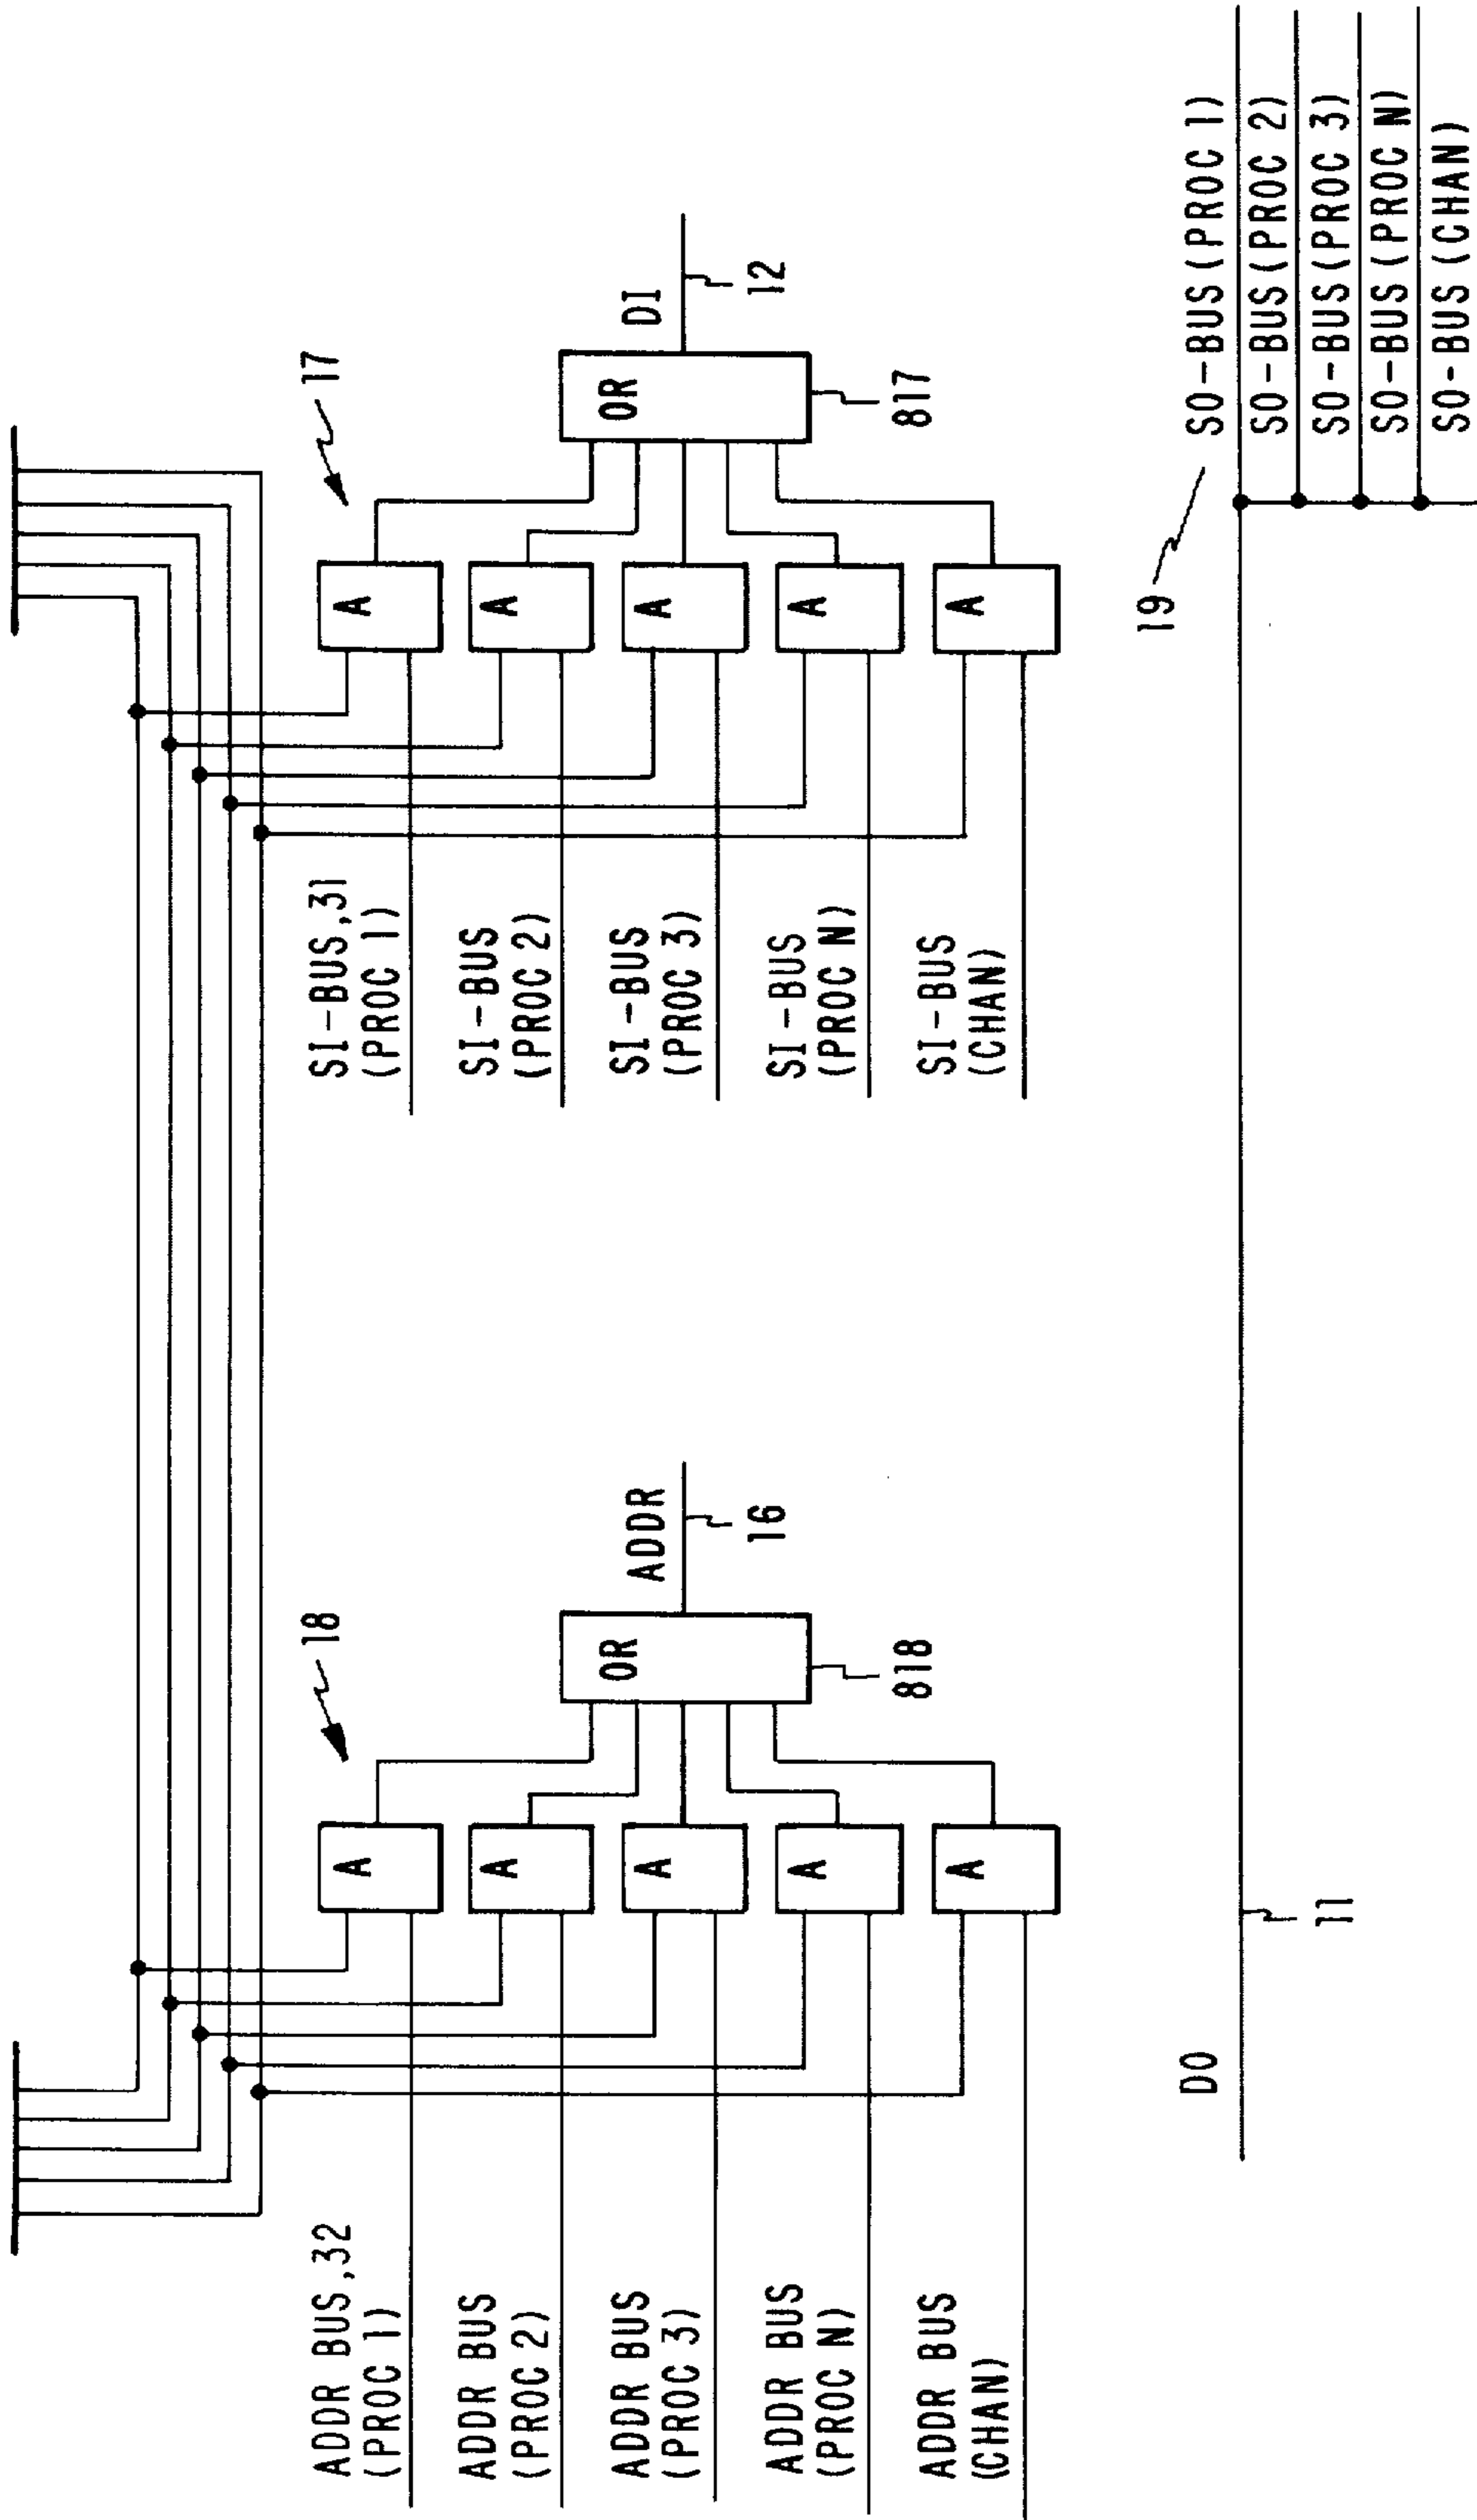 18
ADDR BUS,32
(PROC 1)
ADDR BUS
(PROC 2)
ADDR BUS
(PROC 3)
ADDR BUS
(PROC N)
ADDR BUS
(CHAN)
A
A
A
A
A
OR
818
ADDR
16
17
SI-BUS,31
(PROC 1)
SI-BUS
(PROC 2)
SI-BUS
(PROC 3)
SI-BUS
(PROC N)
SI-BUS
(CHAN)
A
A
A
A
A
OR
817
DI
12
DO
11
19
SO-BUS(PROC 1)
SO-BUS(PROC 2)
SO-BUS(PROC 3)
SO-BUS(PROC N)
SO-BUS(CHAN)